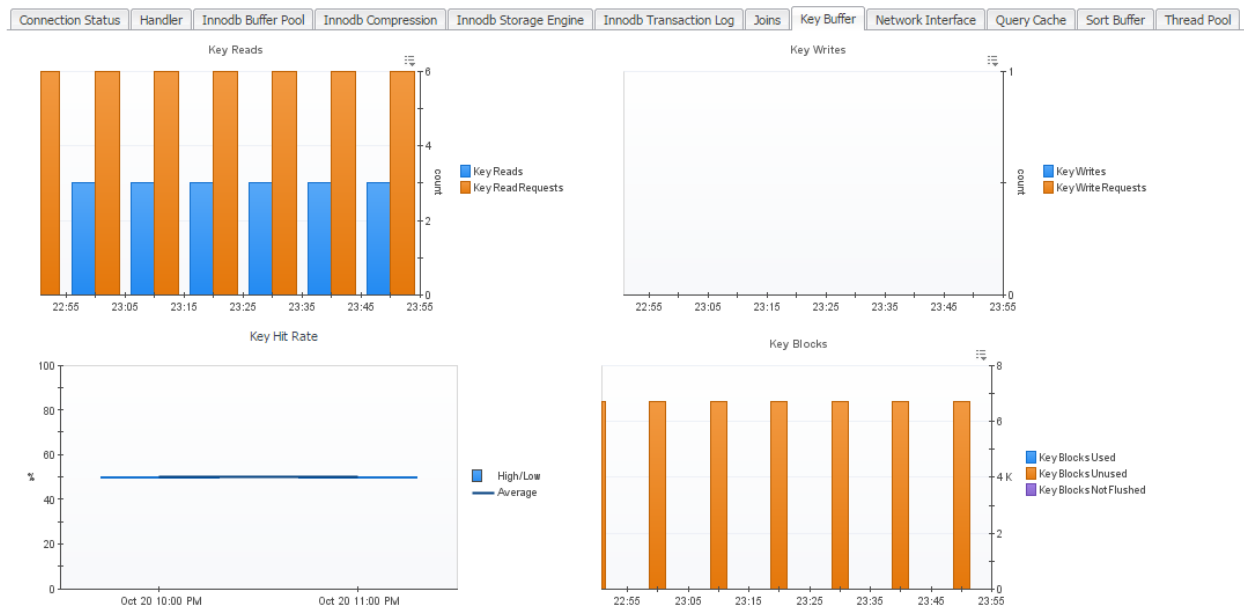 Connection Status Handler Innodb Buffer Pool Innodb Compression Innodb Storage Engine Innodb Transaction Log Joins Key Buffer Network Interface Query Cache Sort Buffer Thread Pool
Key Reads
6
4
2
0
count
22:55 23:05 23:15 23:25 23:35 23:45 23:55
Key Reads
Key Read Requests
Key Writes
1
0
count
22:55 23:05 23:15 23:25 23:35 23:45 23:55
Key Writes
Key Write Requests
Key Hit Rate
100
80
60
40
20
0
%
Oct 20 10:00 PM Oct 20 11:00 PM
High/Low
Average
Key Blocks
8
6
4 K
2
0
22:55 23:05 23:15 23:25 23:35 23:45 23:55
Key Blocks Used
Key Blocks Unused
Key Blocks Not Flushed